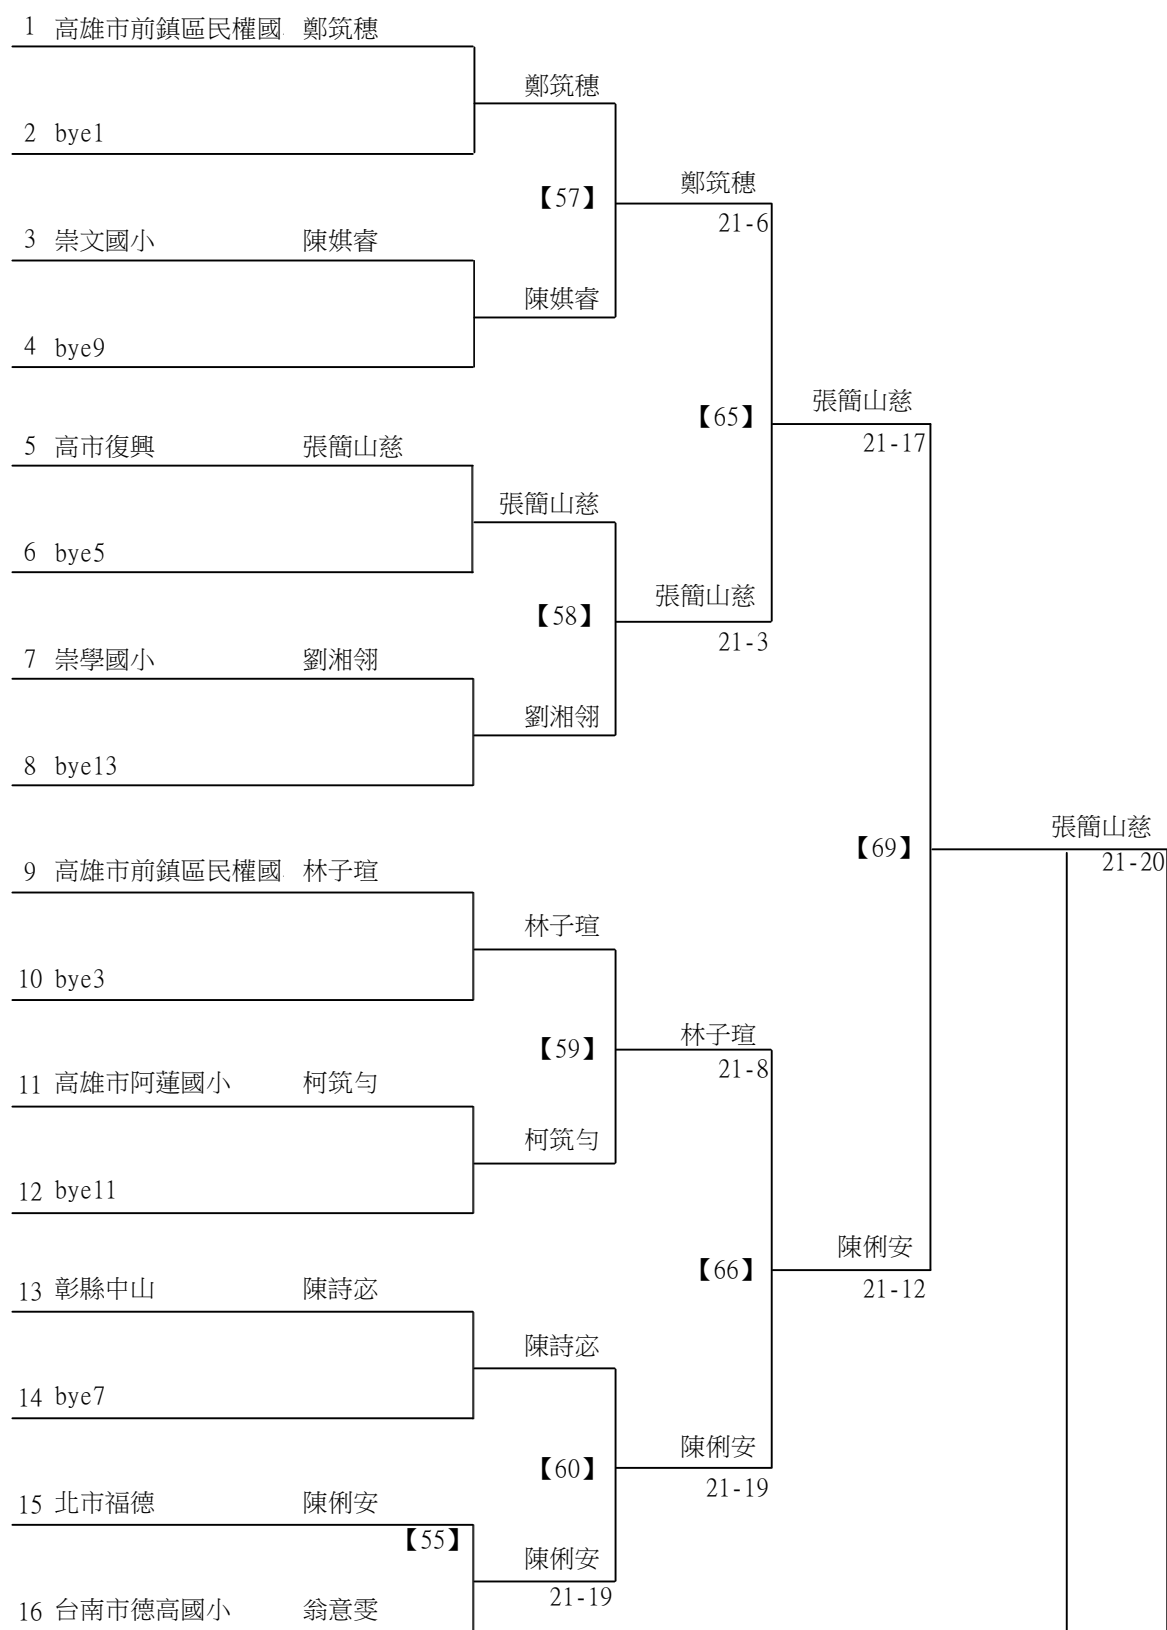 1 高雄市前鎮區民權國 鄭筑穗
鄭筑穗
2 bye1
鄭筑穗
【57】
21-6
3 崇文國小 陳娸睿
陳娸睿
4 bye9
張簡山慈
【65】
21-17
5 高市復興 張簡山慈
張簡山慈
6 bye5
張簡山慈
【58】
21-3
7 崇學國小 劉湘翎
劉湘翎
8 bye13
張簡山慈
【69】
21-20
9 高雄市前鎮區民權國 林子瑄
林子瑄
10 bye3
林子瑄
【59】
21-8
11 高雄市阿蓮國小 柯筑勻
柯筑勻
12 bye11
陳俐安
【66】
21-12
13 彰縣中山 陳詩宓
陳詩宓
14 bye7
陳俐安
【60】
21-19
15 北市福德 陳俐安
【55】
陳俐安
21-19
16 台南市德高國小 翁意雯